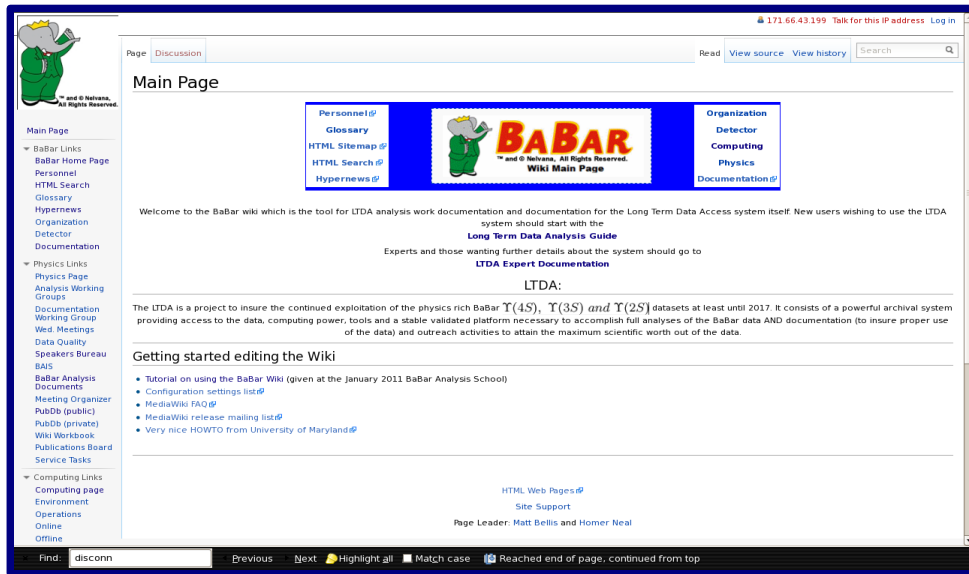 171.66.43.199 Talk for this IP address Log in
Page Discussion Read View source View history Search
™ and © Nelvana,
All Rights Reserved.
Main Page
BaBar Links
BaBar Home Page
Personnel
HTML Search
Glossary
Hypernews
Organization
Detector
Documentation
Physics Links
Physics Page
Analysis Working
Groups
Documentation
Working Group
Wed. Meetings
Data Quality
Speakers Bureau
BAIS
BaBar Analysis
Documents
Meeting Organizer
PubDb (public)
PubDb (private)
Wiki Workbook
Publications Board
Service Tasks
Computing Links
Computing page
Environment
Operations
Online
Offline
Main Page
Personnel
Glossary
HTML Sitemap
HTML Search
Hypernews
BABAR
™ and © Nelvana, All Rights Reserved.
Wiki Main Page
Organization
Detector
Computing
Physics
Documentation
Welcome to the BaBar wiki which is the tool for LTDA analysis work documentation and documentation for the Long Term Data Access system itself. New users wishing to use the LTDA
system should start with the
Long Term Data Analysis Guide
Experts and those wanting further details about the system should go to
LTDA Expert Documentation
LTDA:
The LTDA is a project to insure the continued exploitation of the physics rich BaBar ϒ(4S), ϒ(3S) and ϒ(2S) datasets at least until 2017. It consists of a powerful archival system
providing access to the data, computing power, tools and a stable validated platform necessary to accomplish full analyses of the BaBar data AND documentation (to insure proper use
of the data) and outreach activities to attain the maximum scientific worth out of the data.
Getting started editing the Wiki
Tutorial on using the BaBar Wiki (given at the January 2011 BaBar Analysis School)
Configuration settings list
MediaWiki FAQ
MediaWiki release mailing list
Very nice HOWTO from University of Maryland
HTML Web Pages
Site Support
Page Leader: Matt Bellis and Homer Neal
Find: disconn Previous Next Highlight all Match case Reached end of page, continued from top